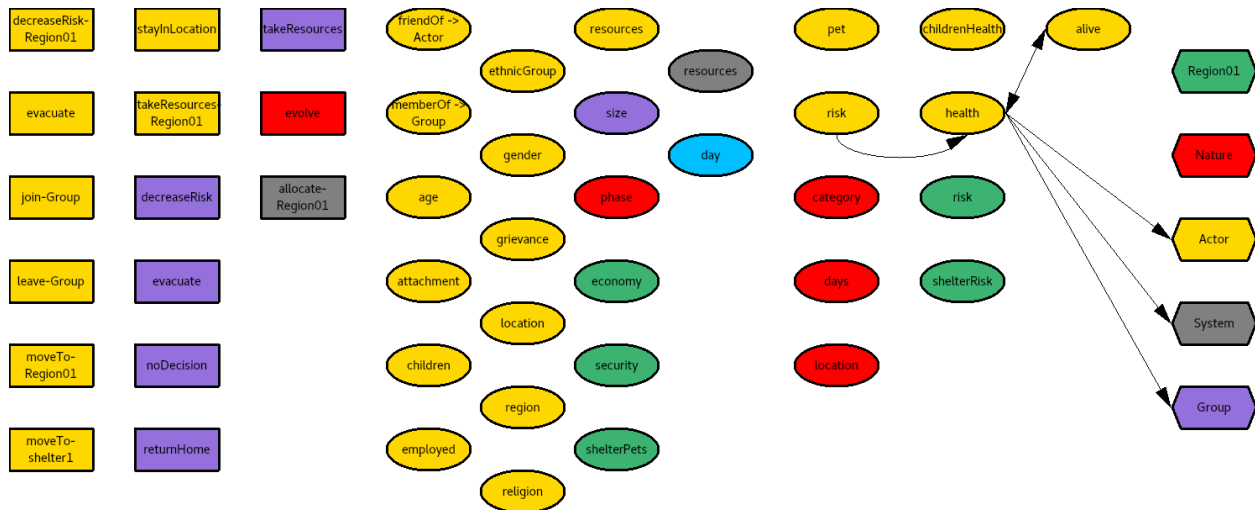 decreaseRisk-
Region01
stayInLocation
takeResources
friendOf ->
Actor
resources
pet
childrenHealth
alive
ethnicGroup
resources
Region01
evacuate
takeResources-
Region01
evolve
memberOf ->
Group
size
risk
health
gender
day
Nature
join-Group
decreaseRisk
allocate-
Region01
age
phase
category
risk
grievance
Actor
leave-Group
evacuate
attachment
economy
days
shelterRisk
location
System
moveTo-
Region01
noDecision
children
security
location
region
Group
moveTo-
shelter1
returnHome
employed
shelterPets
religion